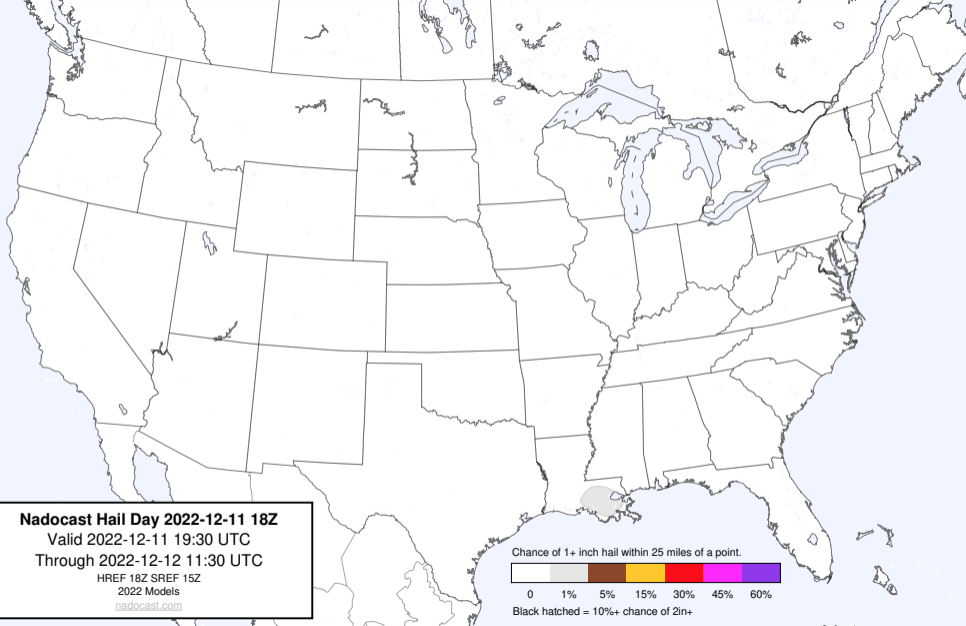 Nadocast Hail Day 2022-12-11 18Z
Valid 2022-12-11 19:30 UTC
Through 2022-12-12 11:30 UTC
HREF 18Z SREF 15Z
2022 Models
nadocast.com
Chance of 1+ inch hail within 25 miles of a point.
0 1% 5% 15% 30% 45% 60%
Black hatched = 10%+ chance of 2in+